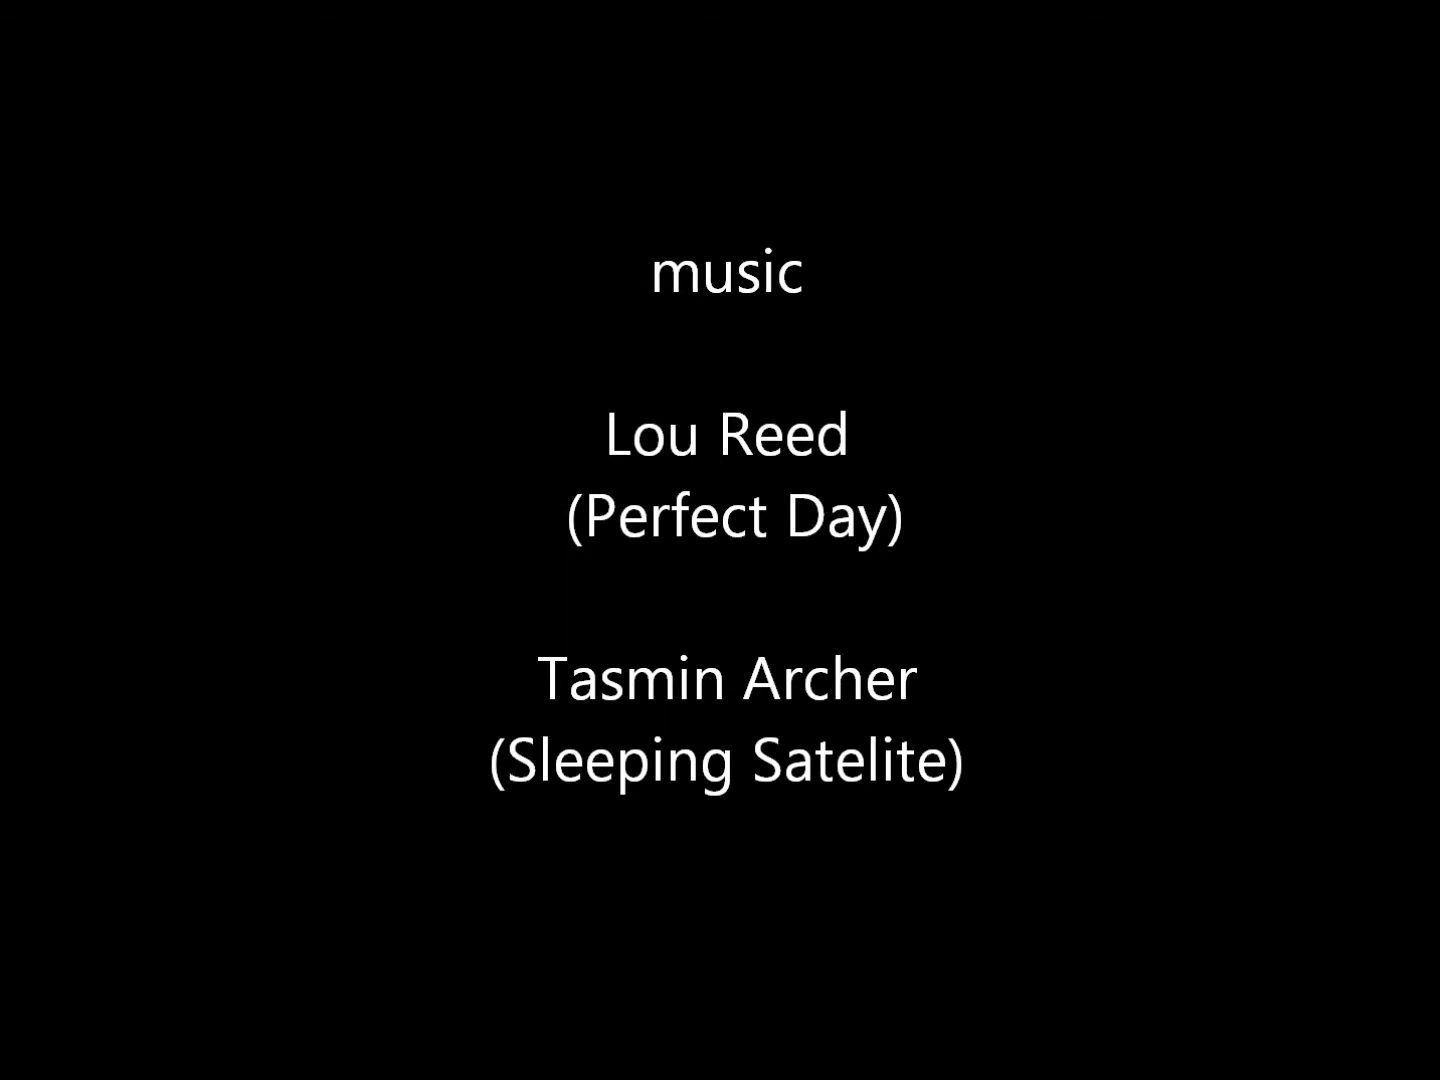 music
Lou Reed
(Perfect Day)
Tasmin Archer
(Sleeping Satelite)